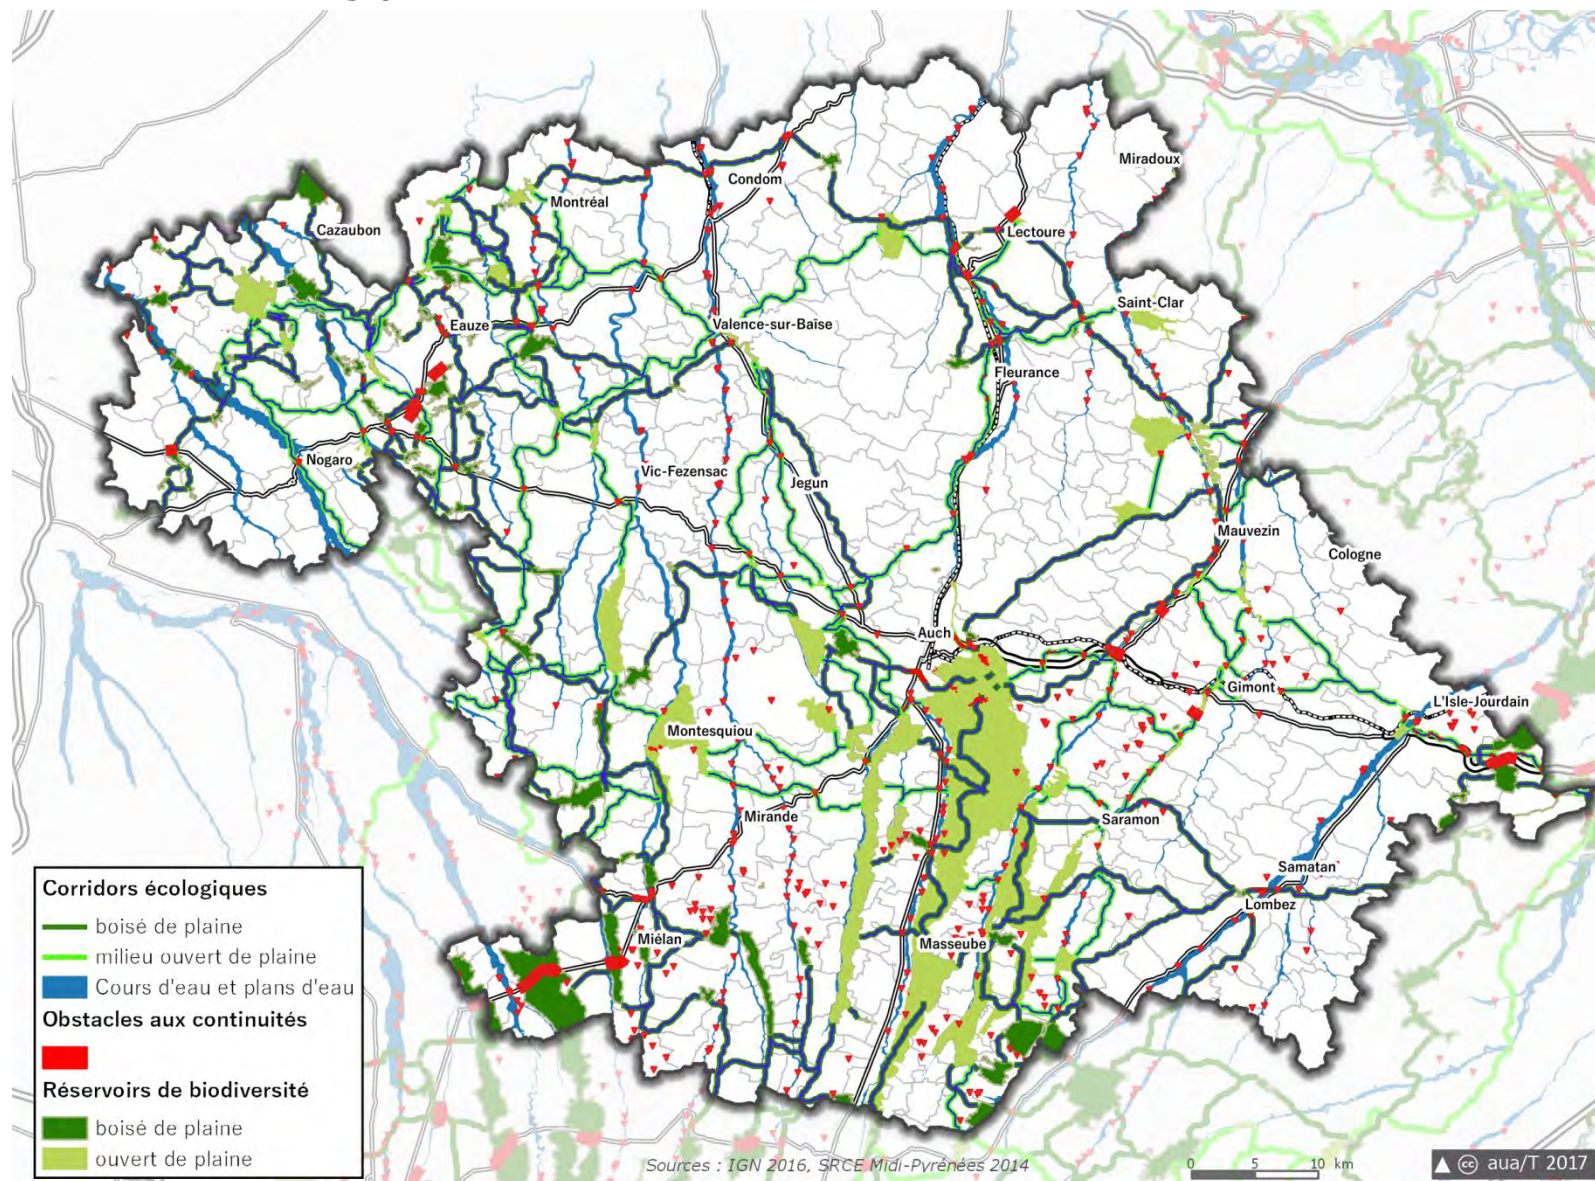 Miradoux
Condom
Montréal
Cazaubon
Lectoure
Saint-Clar
Eauze
Valence-sur-Baïse
Fleurance
Nogaro
Vic-Fezensac
Jegun
Mauvezin
Cologne
Auch
Gimont
L'Isle-Jourdain
Montesquiou
Mirande
Saramon
Samatan
Lombez
Masseube
Miélan
Corridors écologiques
boisé de plaine
milieu ouvert de plaine
Cours d'eau et plans d'eau
Obstacles aux continuités
Réservoirs de biodiversité
boisé de plaine
ouvert de plaine
Sources : IGN 2016, SRCE Midi-Pyrénées 2014
0 5 10 km
cc aua/T 2017